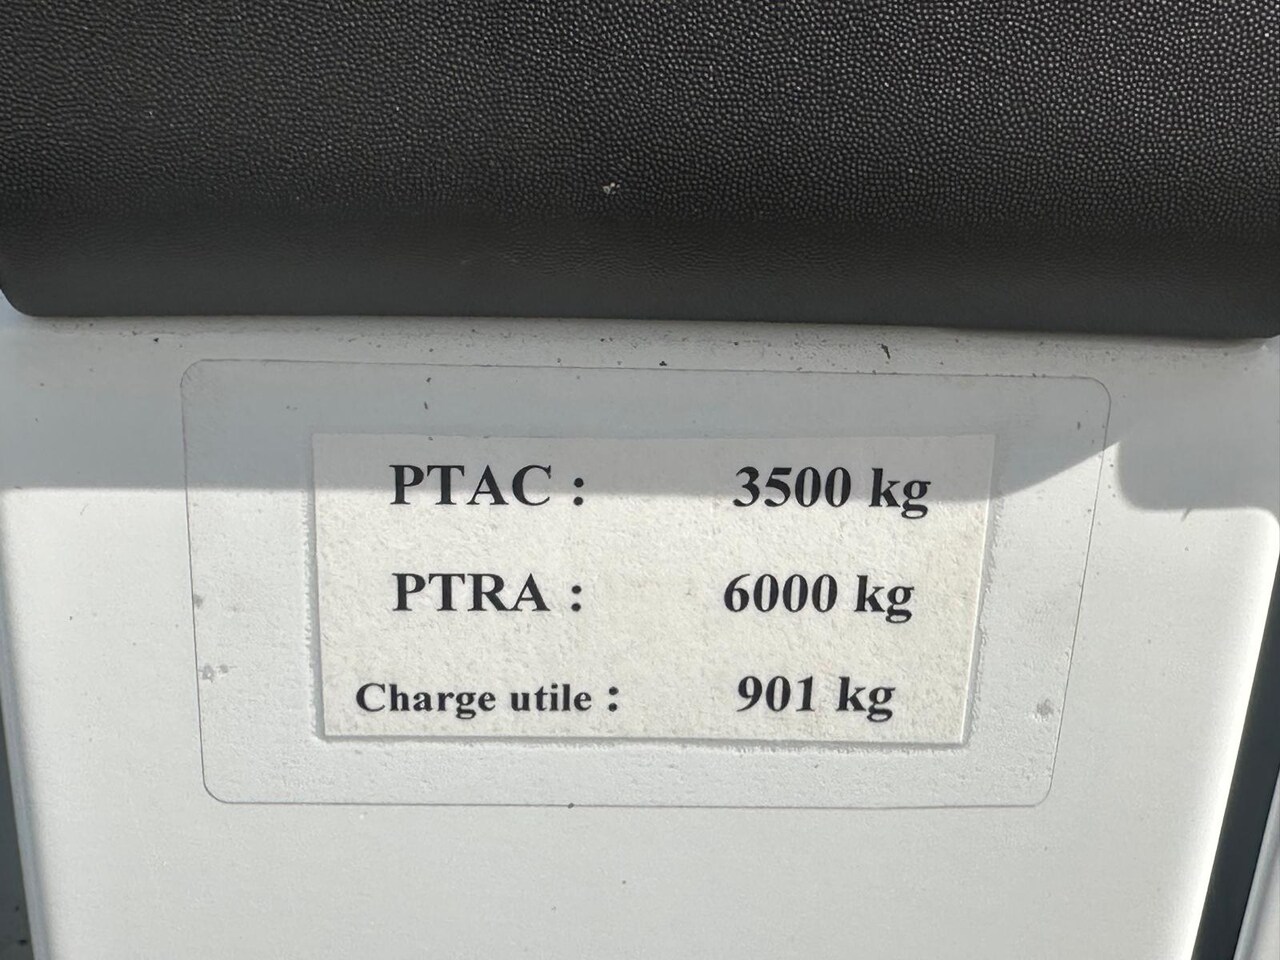 PTAC : 3500 kg
PTRA : 6000 kg
Charge utile : 901 kg